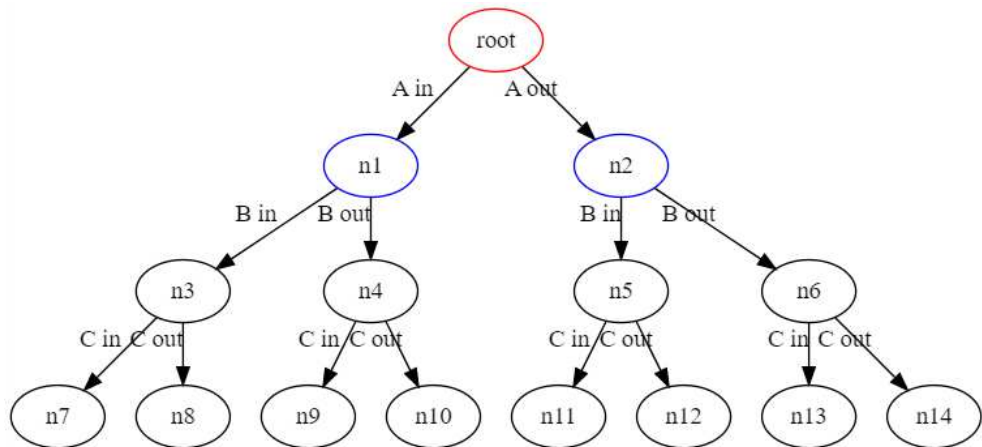 root
A in
A out
n1
n2
B in
B out
B in
B out
n3
n4
n5
n6
C in
C out
C in
C out
C in
C out
C in
C out
n7
n8
n9
n10
n11
n12
n13
n14